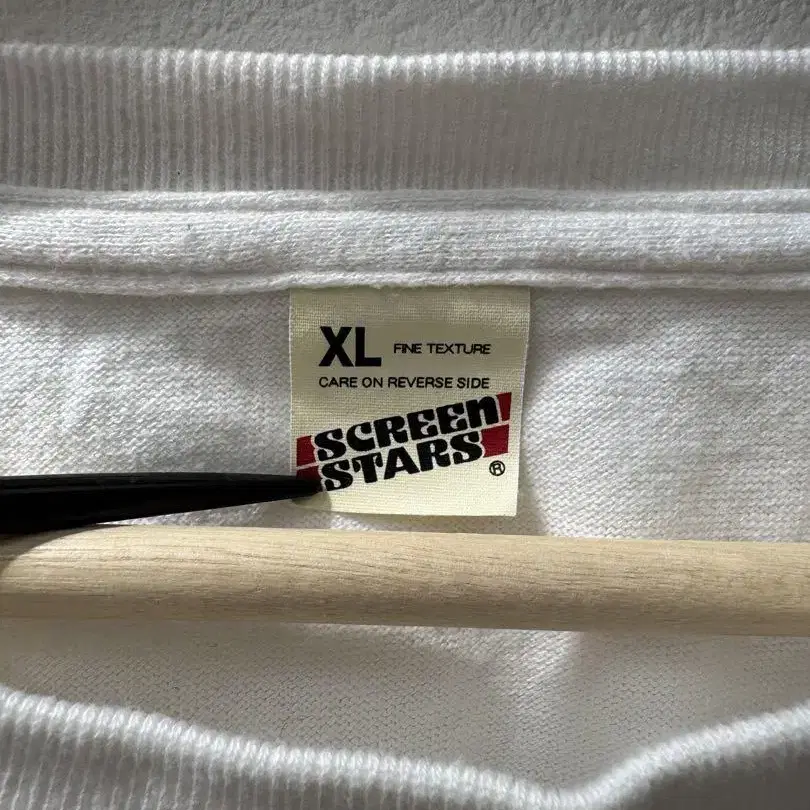 XL FINE TEXTURE
CARE ON REVERSE SIDE
SCREEN
STARS ®